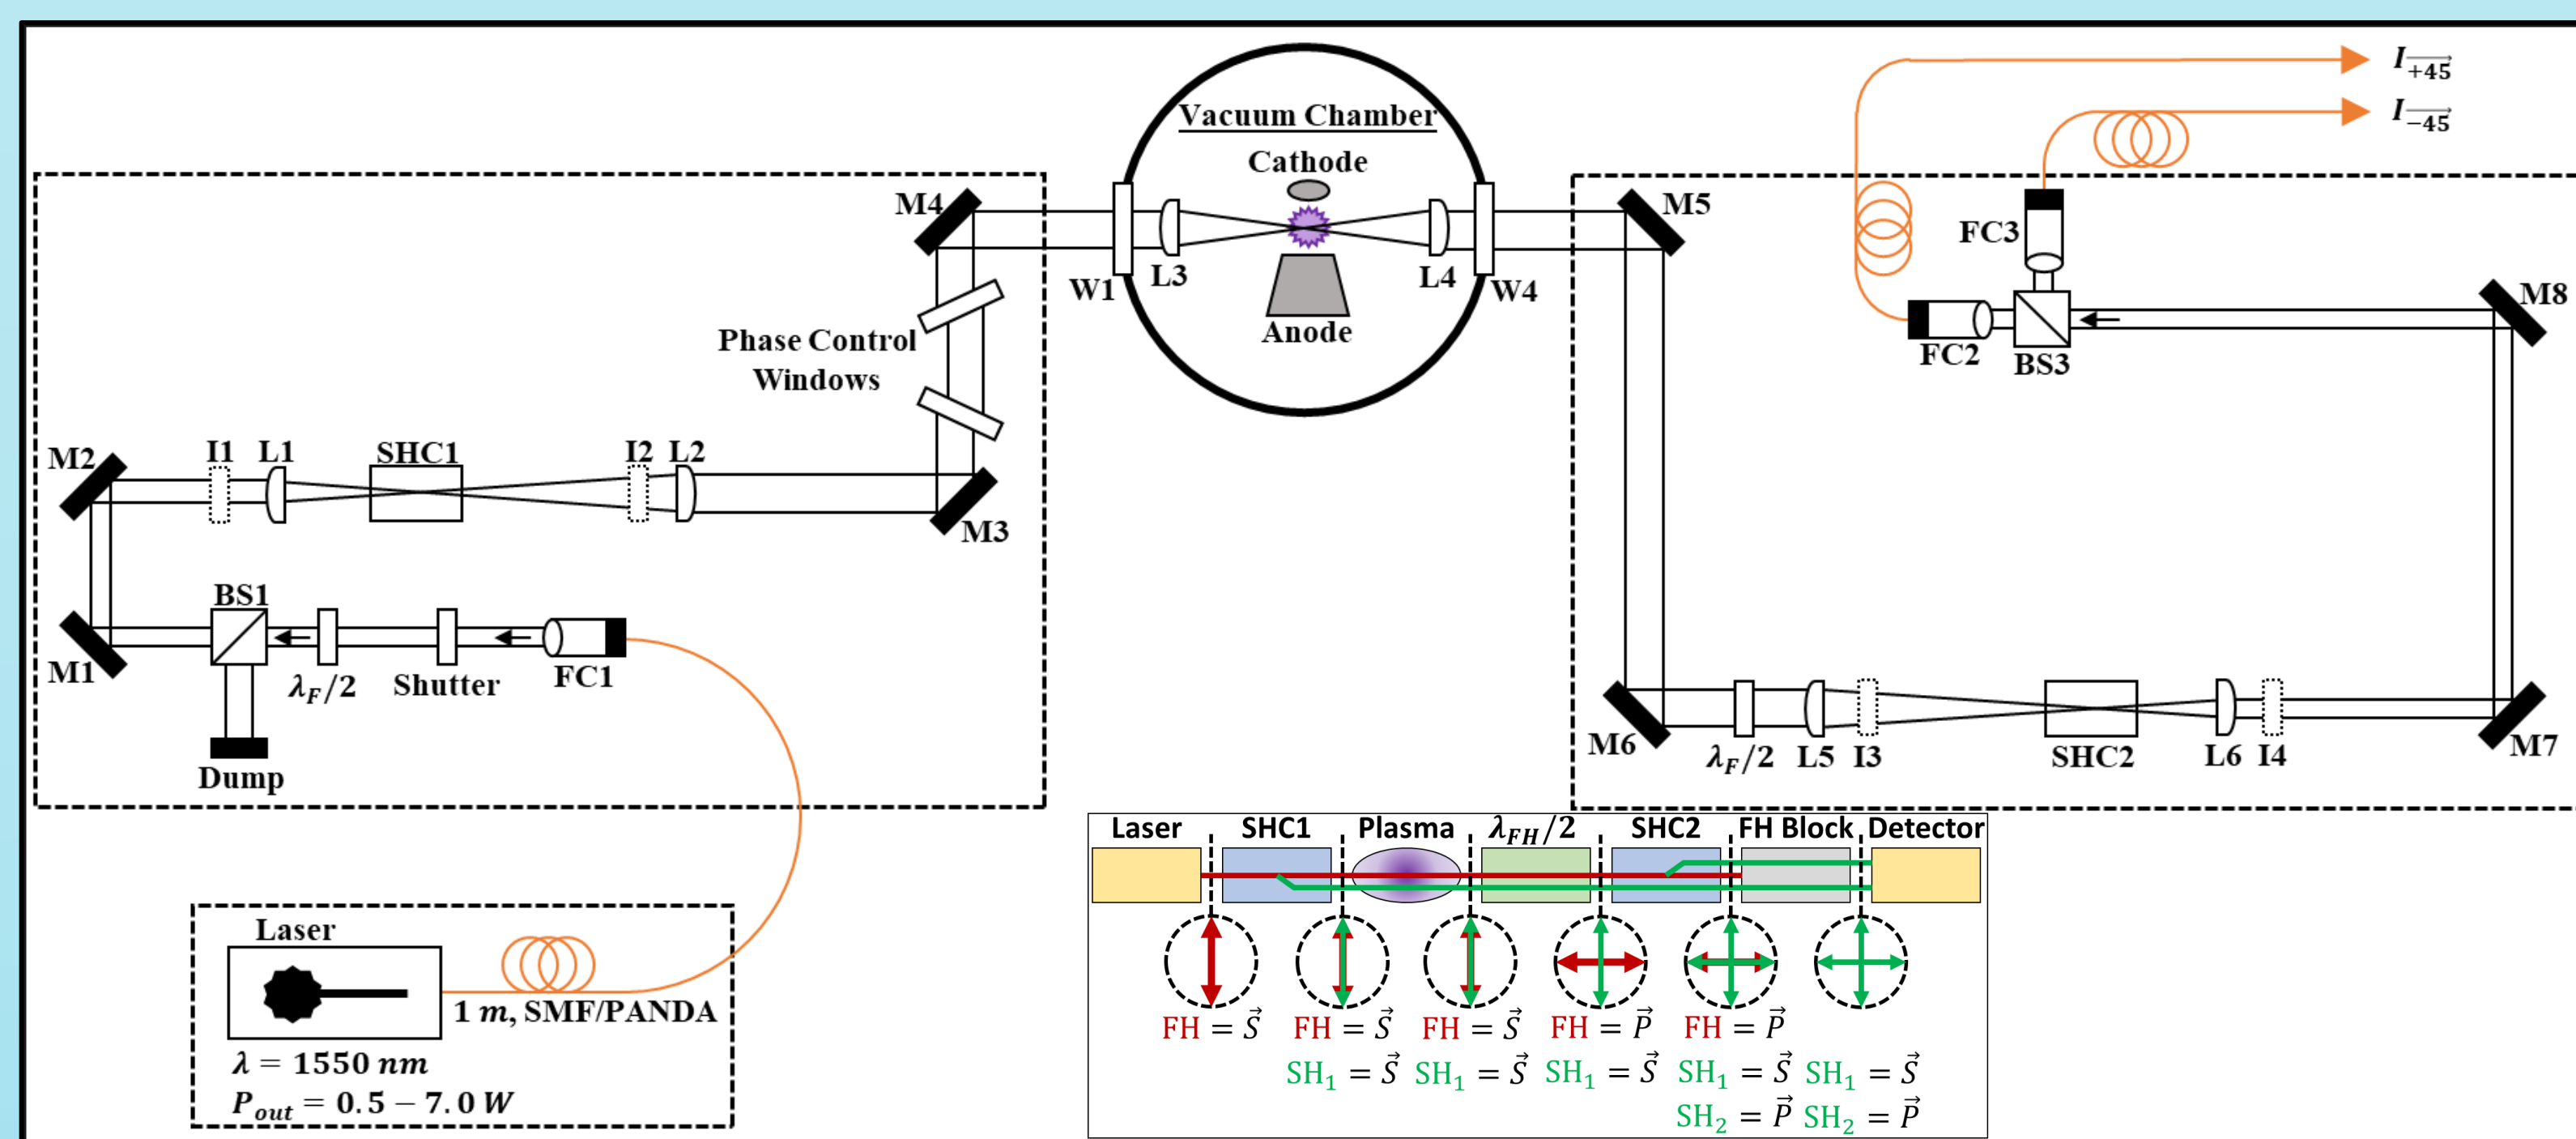 I+45
I−45
Vacuum Chamber
Cathode
M4
M5
FC3
L3
L4
W1
W4
Anode
M8
FC2
BS3
Phase Control
Windows
M2
I1
L1
SHC1
I2
L2
M3
BS1
M1
λF/2
Shutter
FC1
Dump
M6
λF/2
L5
I3
SHC2
L6
I4
M7
Laser
1 m, SMF/PANDA
λ = 1550 nm
Pout = 0.5 − 7.0 W
Laser
SHC1
Plasma
λFH/2
SHC2
FH Block
Detector
FH = S⃗
FH = S⃗
FH = S⃗
FH = P⃗
FH = P⃗
SH1 = S⃗
SH1 = S⃗
SH1 = S⃗
SH1 = S⃗
SH1 = S⃗
SH2 = P⃗
SH2 = P⃗